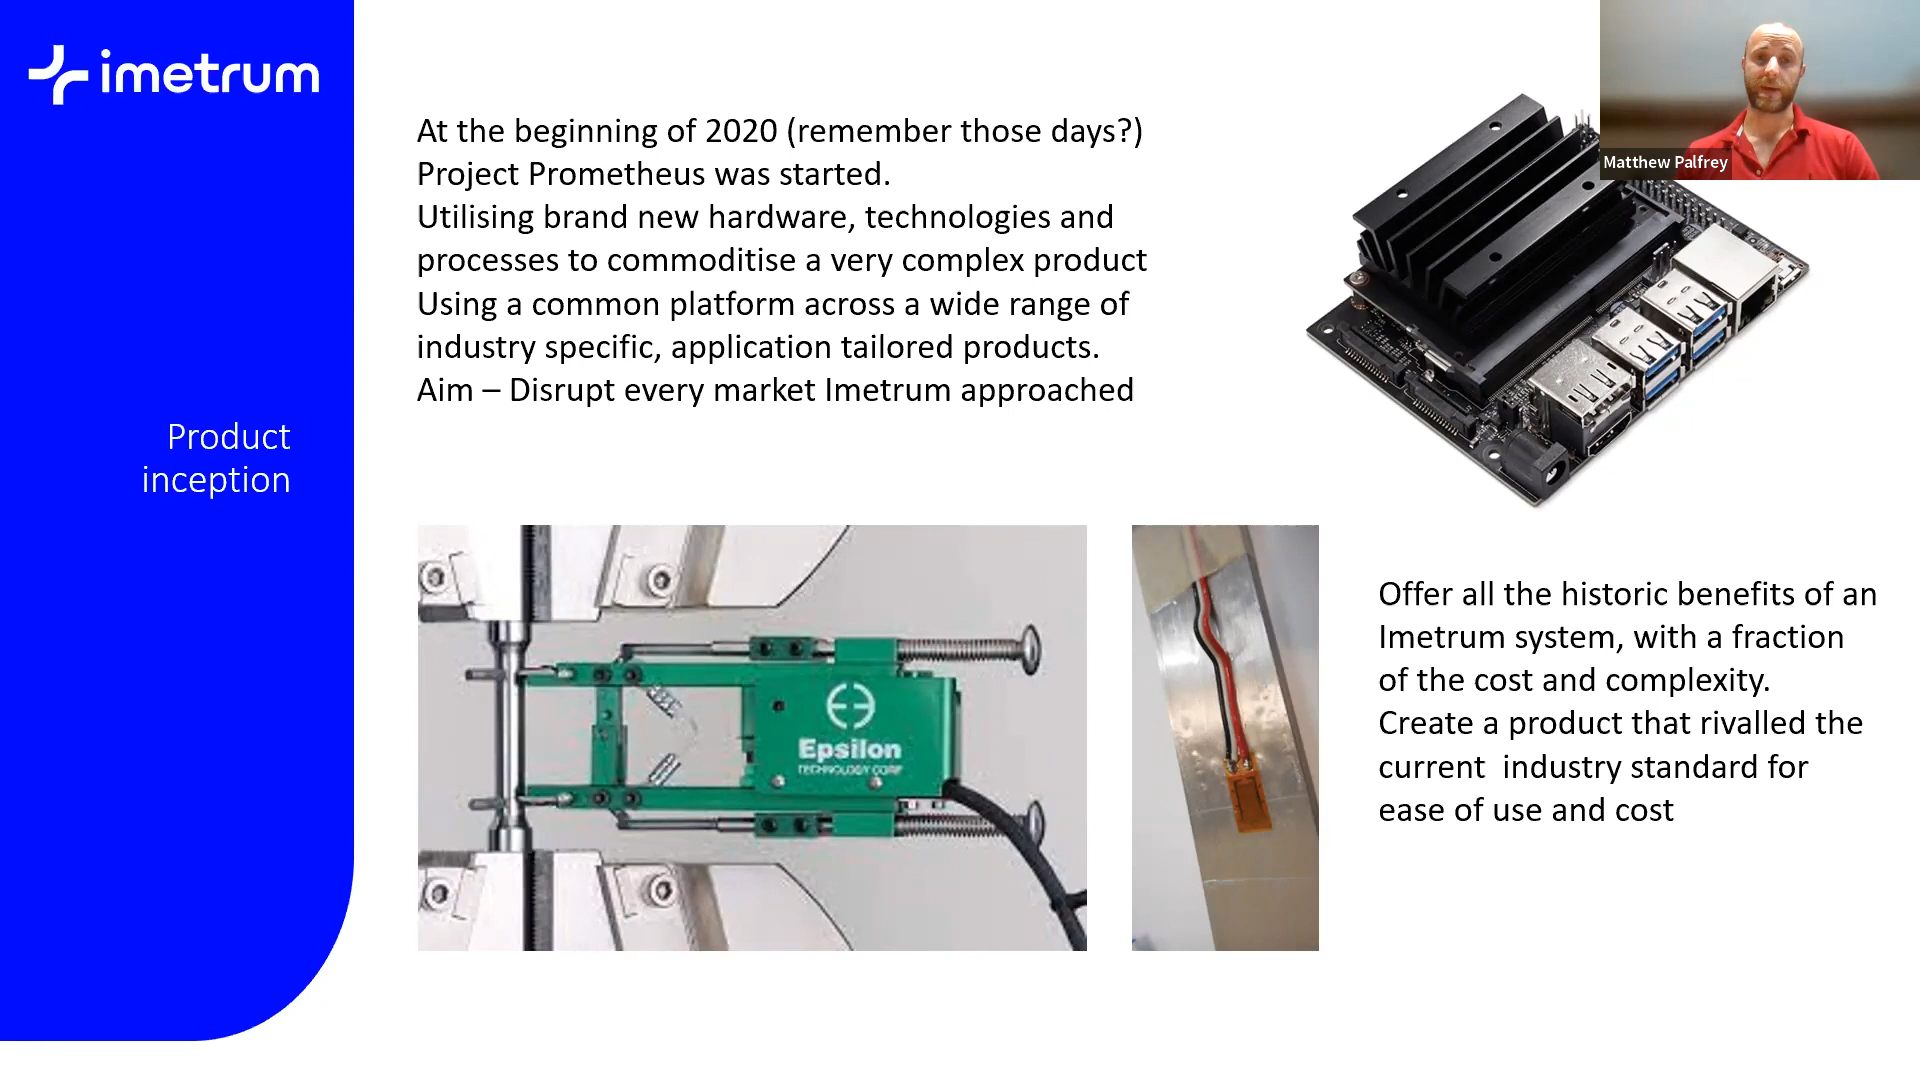 imetrum
Product
inception
At the beginning of 2020 (remember those days?)
Project Prometheus was started.
Utilising brand new hardware, technologies and
processes to commoditise a very complex product
Using a common platform across a wide range of
industry specific, application tailored products.
Aim – Disrupt every market Imetrum approached
Matthew Palfrey
Epsilon
TECHNOLOGY CORP
Offer all the historic benefits of an
Imetrum system, with a fraction
of the cost and complexity.
Create a product that rivalled the
current  industry standard for
ease of use and cost